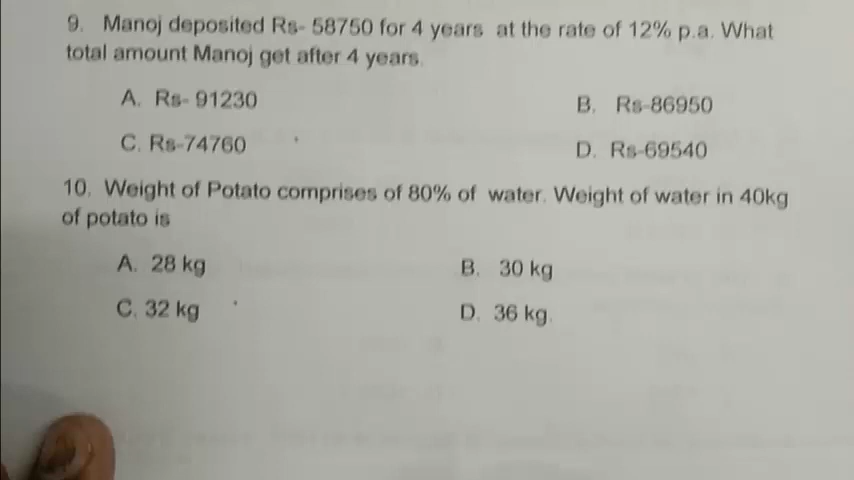 9. Manoj deposited Rs- 58750 for 4 years at the rate of 12% p.a. What
total amount Manoj get after 4 years.
A. Rs- 91230
B. Rs-86950
C. Rs-74760
D. Rs-69540
10. Weight of Potato comprises of 80% of water. Weight of water in 40kg
of potato is
A. 28 kg
B. 30 kg
C. 32 kg
D. 36 kg.